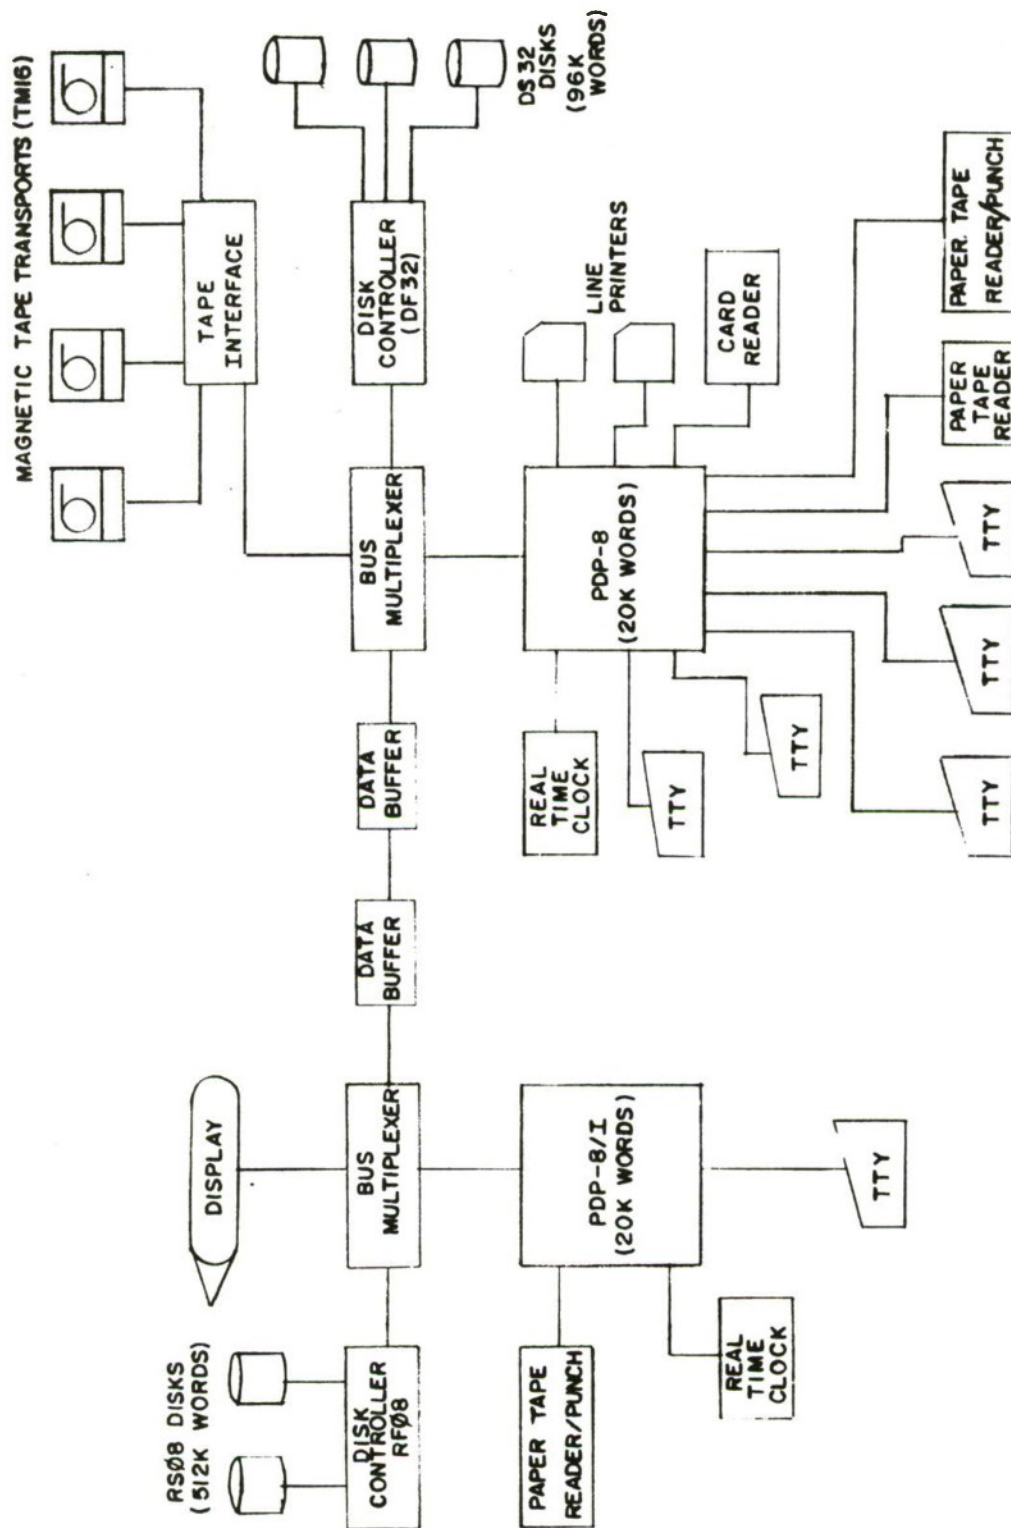 MAGNETIC TAPE TRANSPORTS (TM16)
TAPE
INTERFACE
DS32
DISKS
(96K
WORDS)
DISK
CONTROLLER
(DF32)
RSØ8 DISKS
(512K WORDS)
DISPLAY
DISK
CONTROLLER
RFØ8
BUS
MULTIPLEXER
DATA
BUFFER
DATA
BUFFER
BUS
MULTIPLEXER
LINE
PRINTERS
CARD
READER
PAPER TAPE
READER/PUNCH
PDP-8/I
(20K WORDS)
REAL
TIME
CLOCK
TTY
REAL
TIME
CLOCK
PDP-8
(20K WORDS)
TTY
TTY
TTY
TTY
TTY
PAPER
TAPE
READER
PAPER TAPE
READER/PUNCH